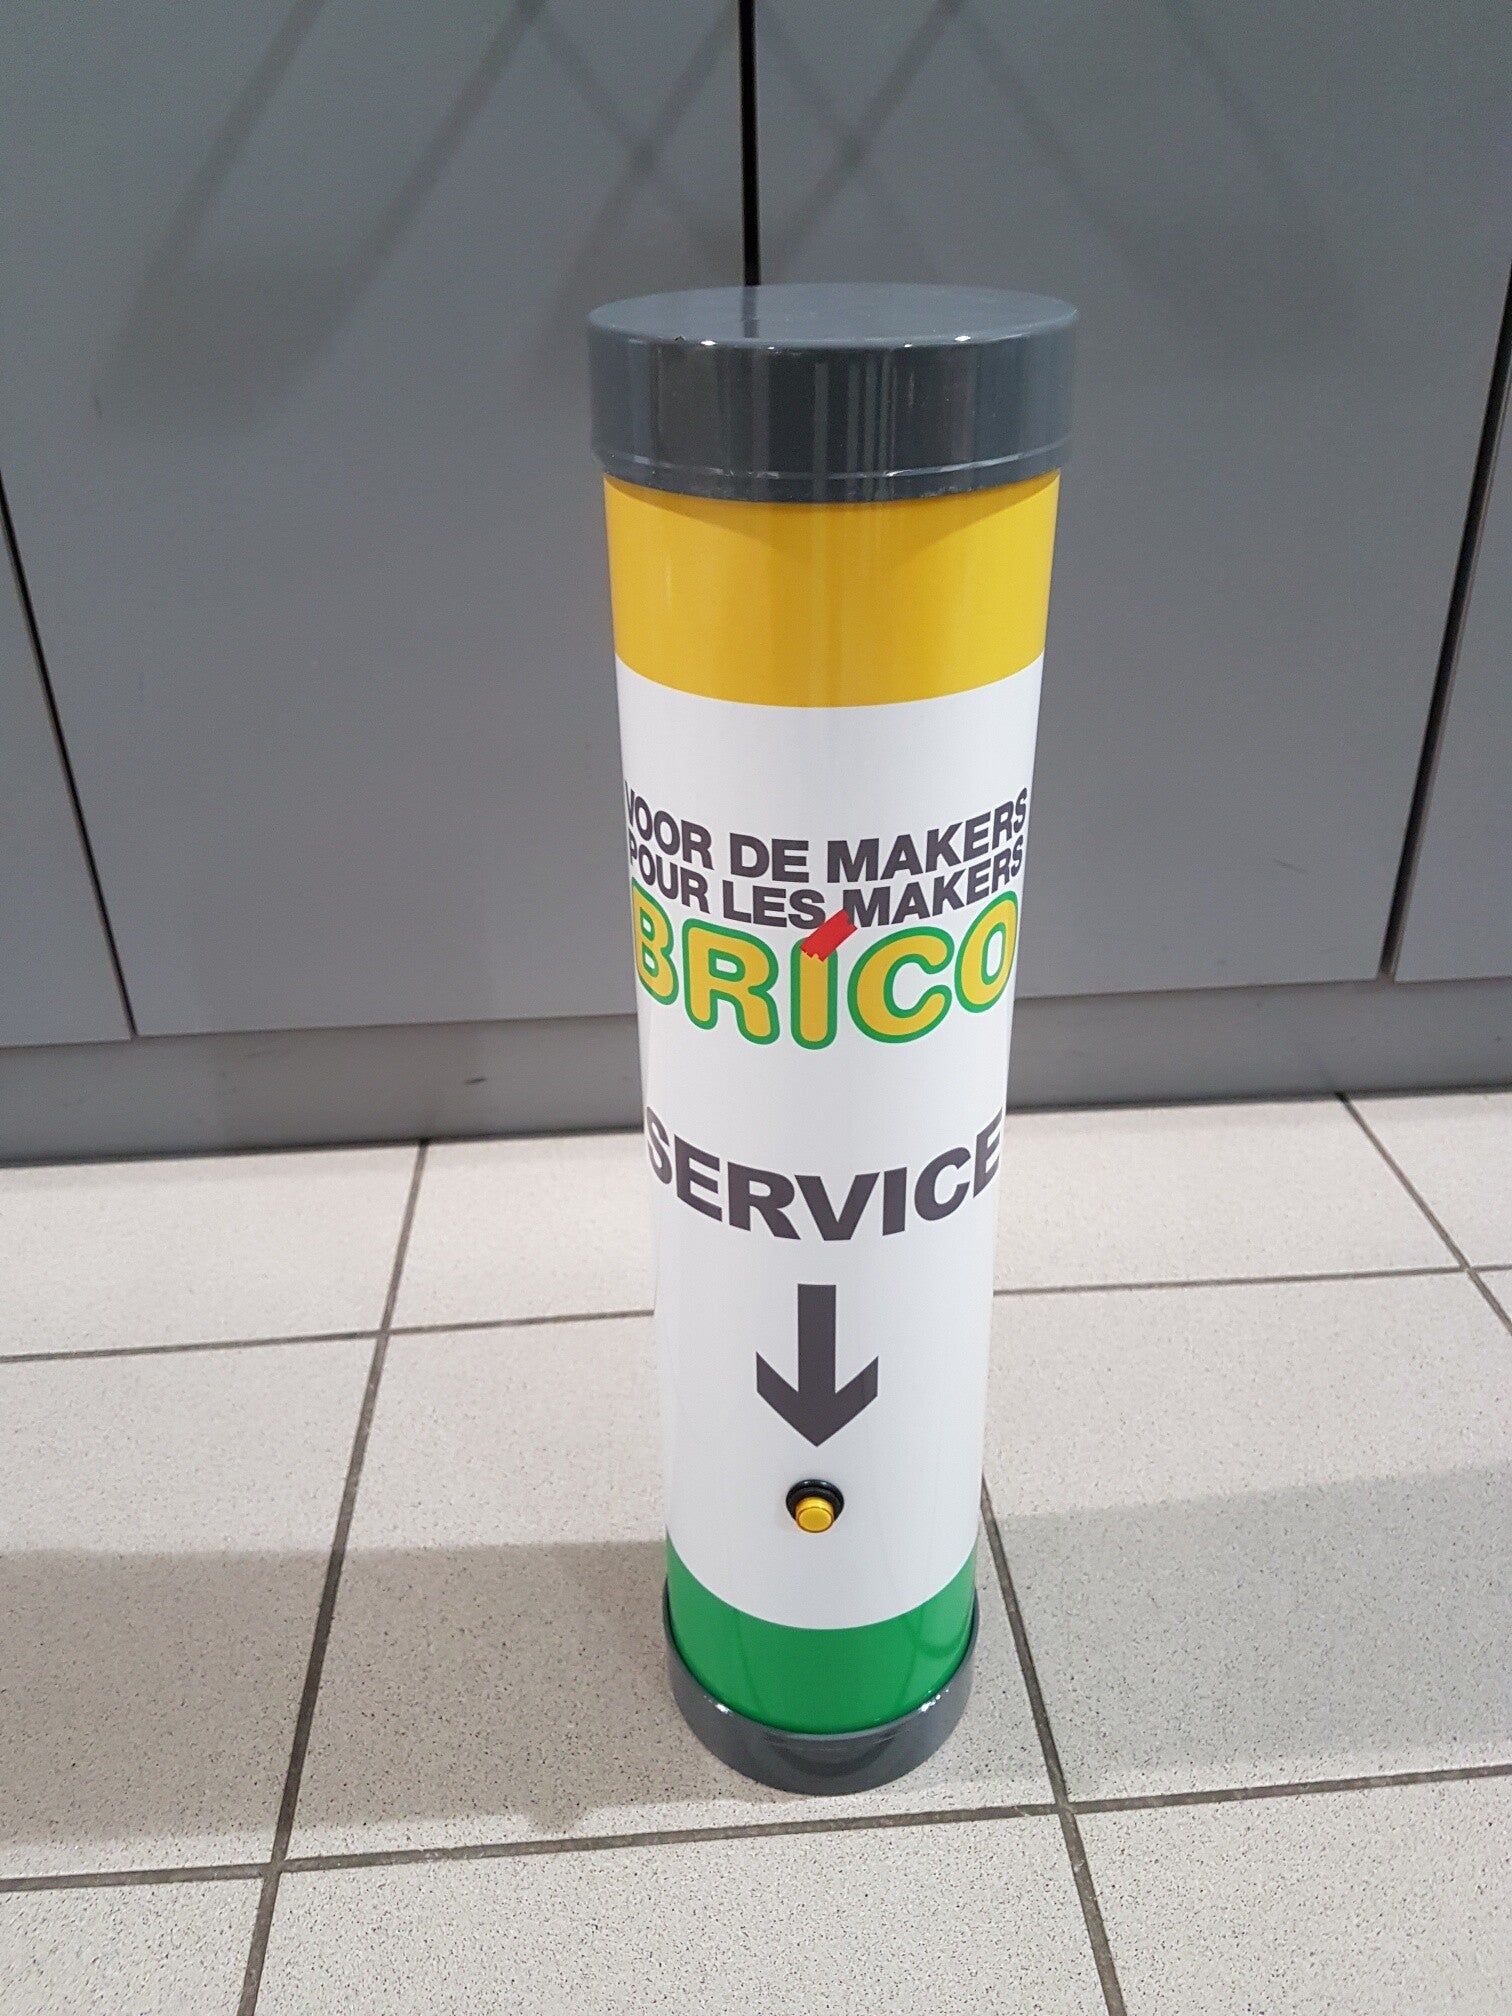 VOOR DE MAKERS
POUR LES MAKERS
BRICO
SERVICE